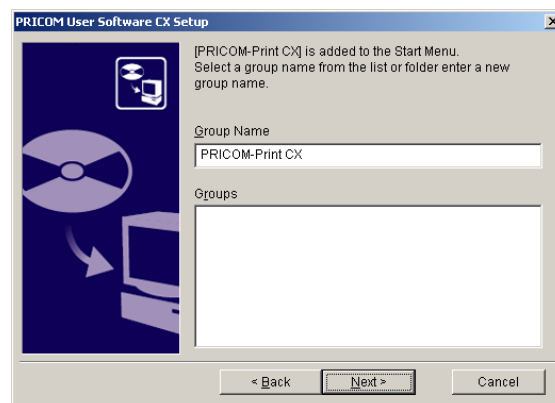 PRICOM User Software CX Setup
[PRICOM-Print CX] is added to the Start Menu.
Select a group name from the list or folder enter a new
group name.
Group Name
PRICOM-Print CX
Groups
< Back
Next >
Cancel